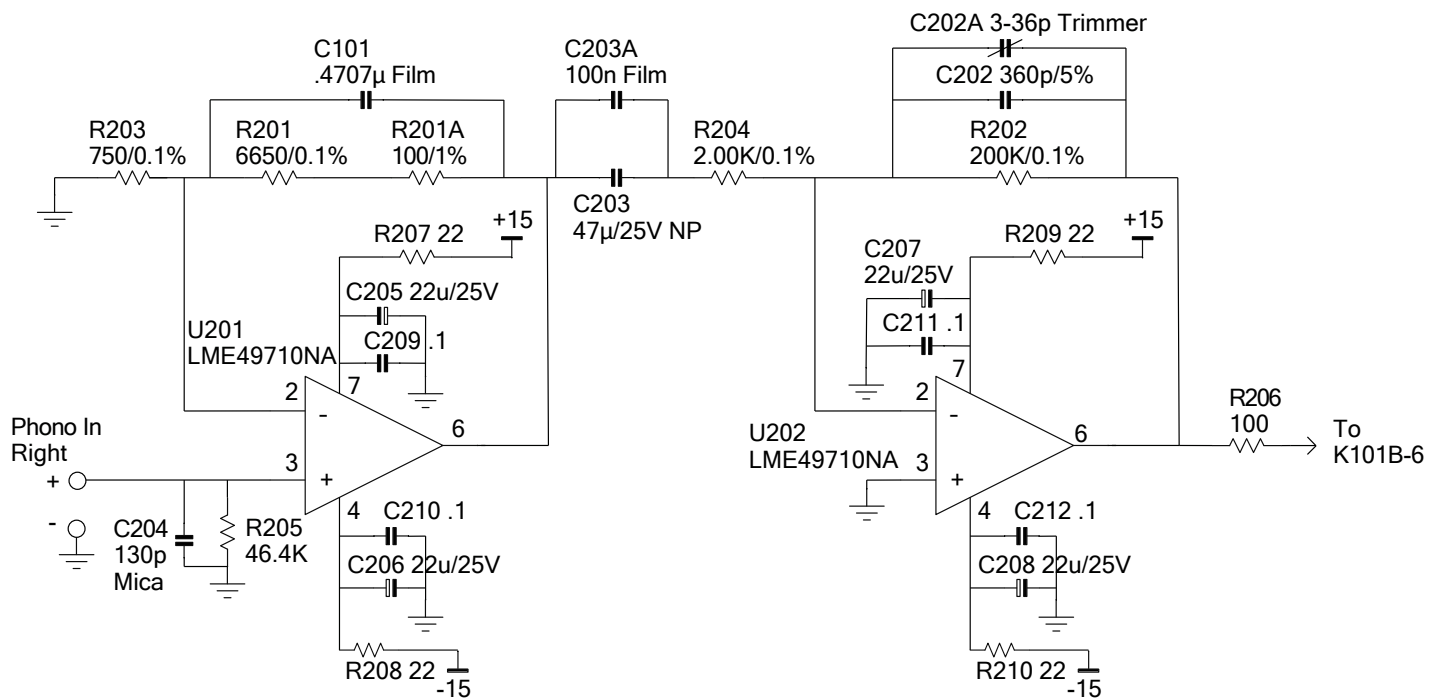 C202A 3-36p Trimmer
C202 360p/5%
C101
.4707µ Film
C203A
100n Film
R203
750/0.1%
R201
6650/0.1%
R201A
100/1%
R204
2.00K/0.1%
R202
200K/0.1%
C203
47µ/25V NP
+15
R207 22
C205 22u/25V
C209 .1
U201
LME49710NA
7
2
-
6
3
+
4
Phono In
Right
+
-
C204
130p
Mica
R205
46.4K
C210 .1
C206 22u/25V
R208 22
-15
+15
R209 22
C207
22u/25V
C211 .1
7
2
-
6
U202
LME49710NA
3
+
4
R206
100
To
K101B-6
C212 .1
C208 22u/25V
R210 22
-15